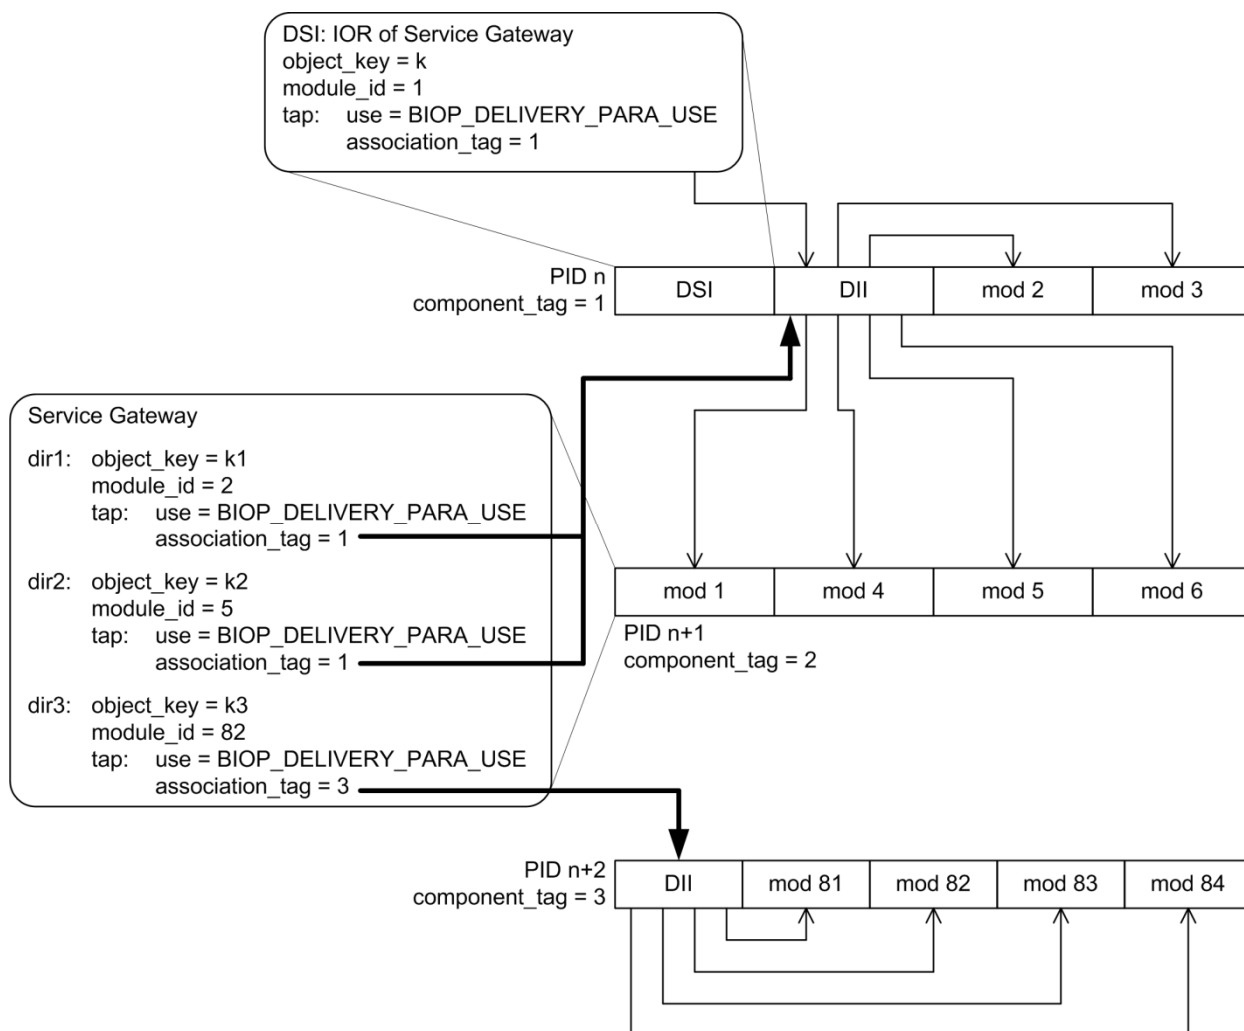 DSI: IOR of Service Gateway
object_key = k
module_id = 1
tap: use = BIOP_DELIVERY_PARA_USE
association_tag = 1
PID n
component_tag = 1
DSI
DII
mod 2
mod 3
Service Gateway
dir1: object_key = k1
module_id = 2
tap: use = BIOP_DELIVERY_PARA_USE
association_tag = 1
dir2: object_key = k2
module_id = 5
tap: use = BIOP_DELIVERY_PARA_USE
association_tag = 1
dir3: object_key = k3
module_id = 82
tap: use = BIOP_DELIVERY_PARA_USE
association_tag = 3
mod 1
mod 4
mod 5
mod 6
PID n+1
component_tag = 2
PID n+2
component_tag = 3
DII
mod 81
mod 82
mod 83
mod 84